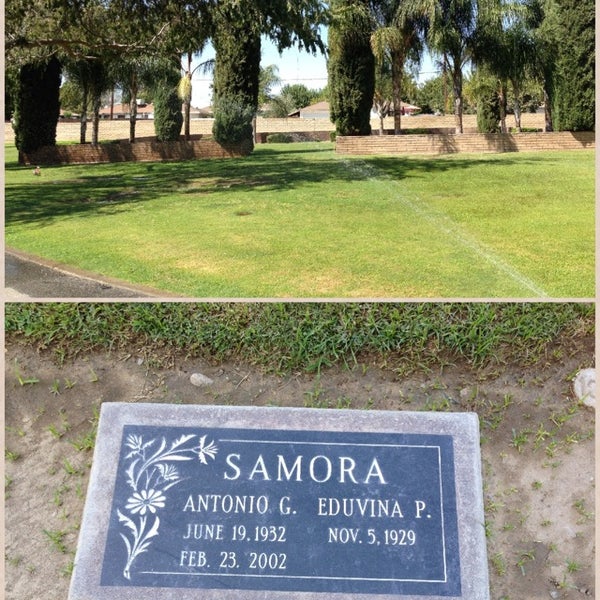 SAMORA
ANTONIO G. EDUVINA P.
JUNE 19, 1932 NOV. 5, 1929
FEB. 23. 2002